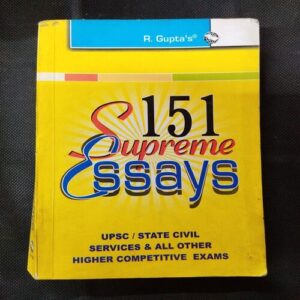 R. Gupta's®
151
Supreme
Essays
UPSC / STATE CIVIL
SERVICES & ALL OTHER
HIGHER COMPETITIVE EXAMS